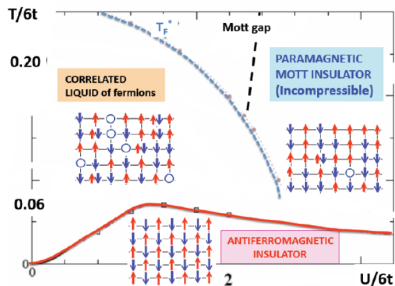 T/6t
T_F^*
Mott gap
0.20
PARAMAGNETIC
MOTT INSULATOR
(Incompressible)
CORRELATED
LIQUID of fermions
0.06
ANTIFERROMAGNETIC
INSULATOR
0
2
U/6t